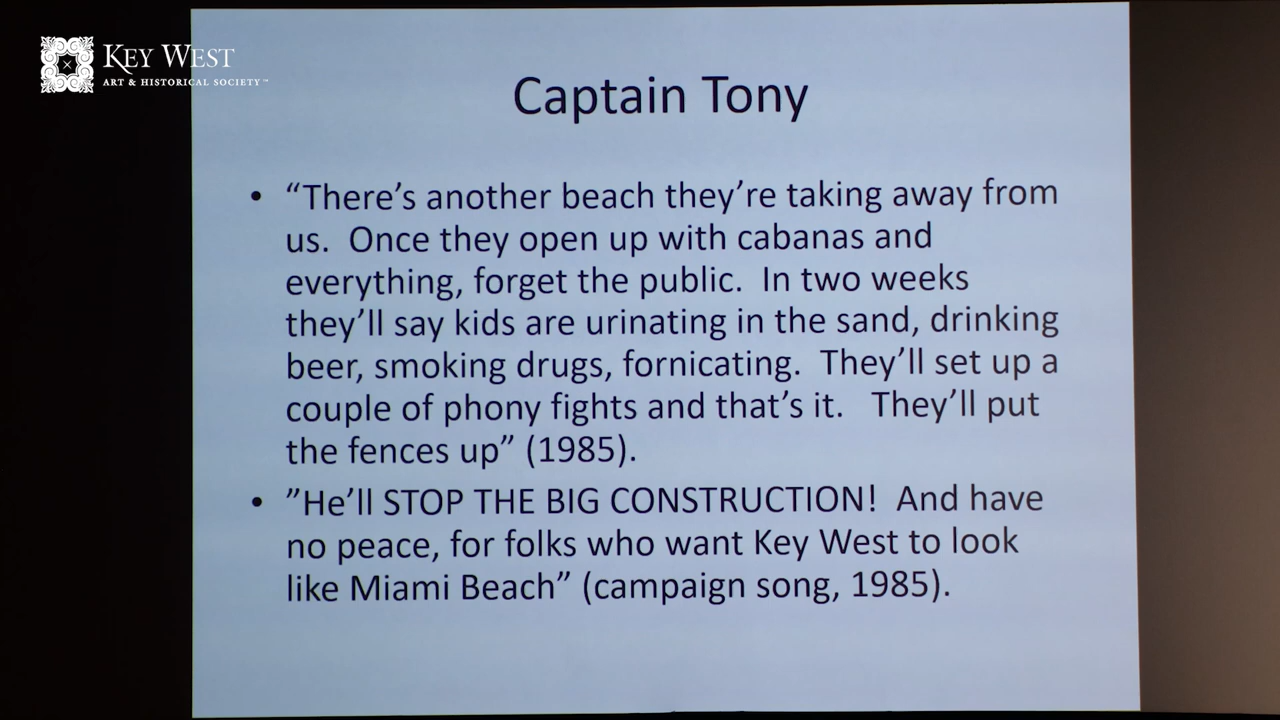 KEY WEST
ART & HISTORICAL SOCIETY™
Captain Tony
• “There’s another beach they’re taking away from
us.  Once they open up with cabanas and
everything, forget the public.  In two weeks
they’ll say kids are urinating in the sand, drinking
beer, smoking drugs, fornicating.  They’ll set up a
couple of phony fights and that’s it.   They’ll put
the fences up” (1985).
• ”He’ll STOP THE BIG CONSTRUCTION!  And have
no peace, for folks who want Key West to look
like Miami Beach” (campaign song, 1985).